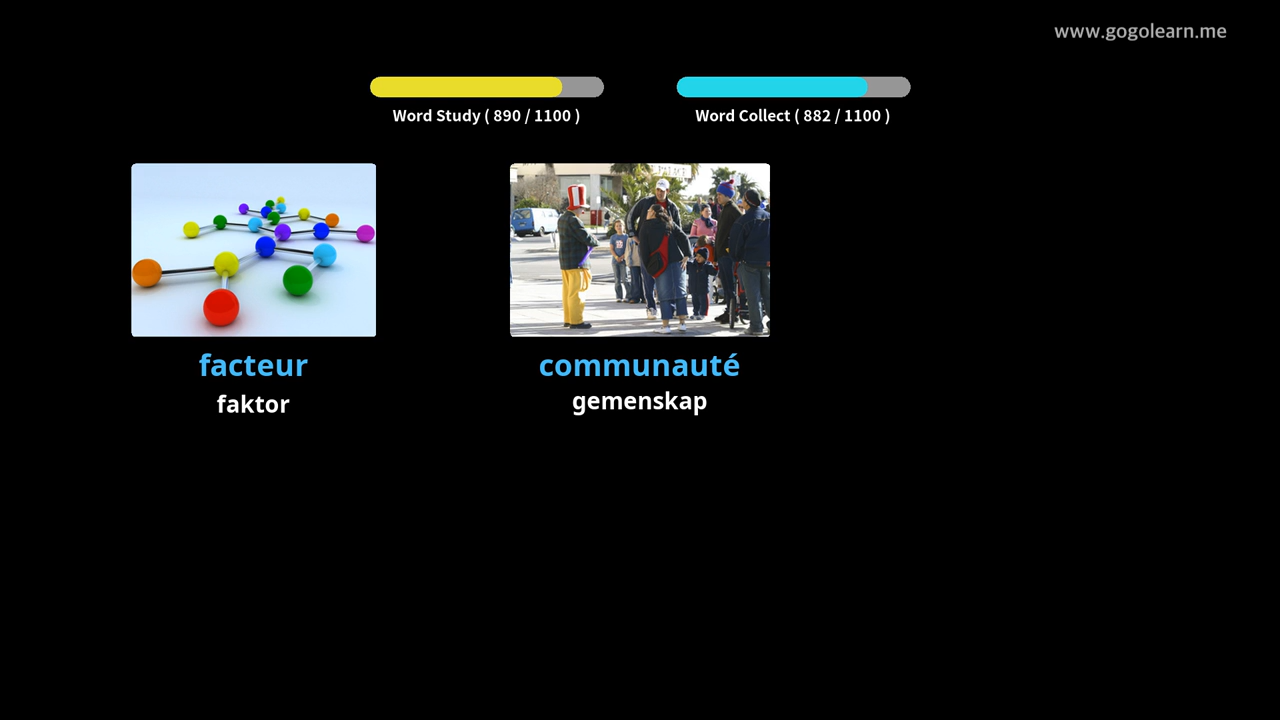 www.gogolearn.me
Word Study ( 890 / 1100 )
Word Collect ( 882 / 1100 )
facteur
faktor
communauté
gemenskap